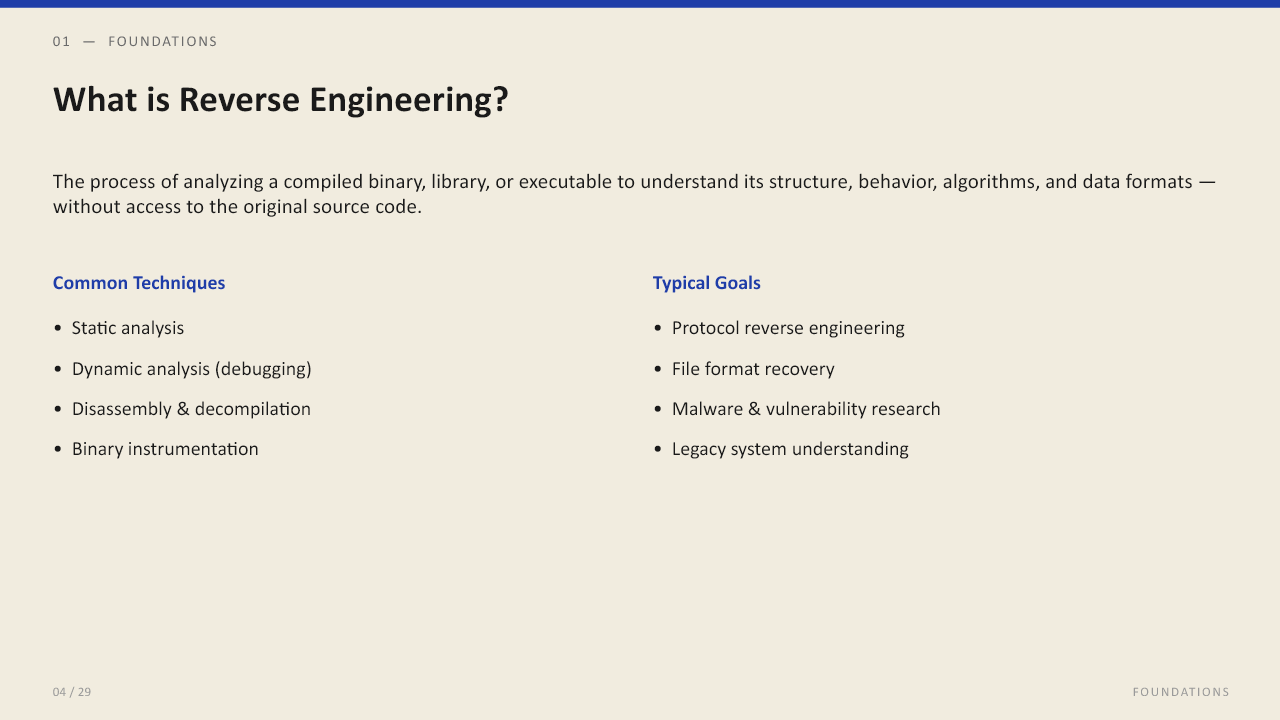 01 — FOUNDATIONS
What is Reverse Engineering?
The process of analyzing a compiled binary, library, or executable to understand its structure, behavior, algorithms, and data formats —
without access to the original source code.
Common Techniques
• Static analysis
• Dynamic analysis (debugging)
• Disassembly & decompilation
• Binary instrumentation
Typical Goals
• Protocol reverse engineering
• File format recovery
• Malware & vulnerability research
• Legacy system understanding
04 / 29
FOUNDATIONS